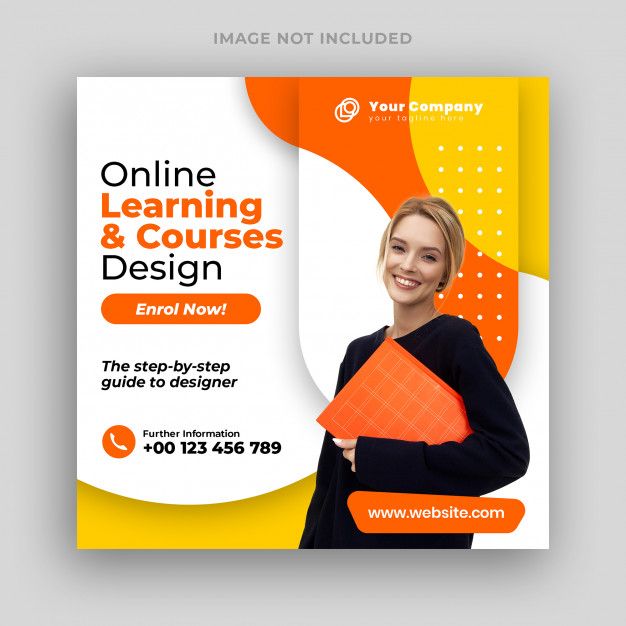 IMAGE NOT INCLUDED
Your Company
your tagline here
Online
Learning
& Courses
Design
Enrol Now!
The step-by-step
guide to designer
Further Information
+00 123 456 789
www.website.com